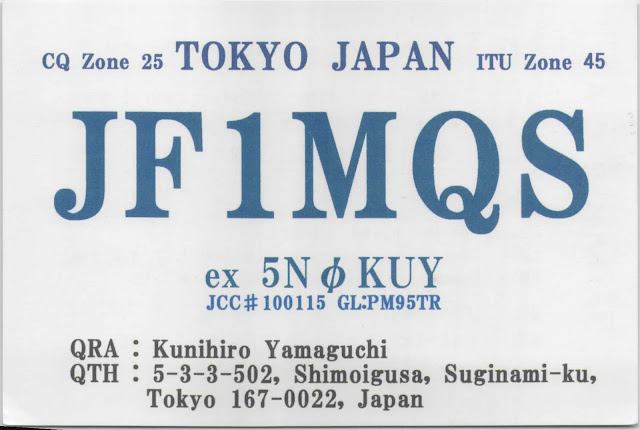 CQ Zone 25 TOKYO JAPAN ITU Zone 45
JF1MQS
ex 5NφKUY
JCC#100115 GL:PM95TR
QRA : Kunihiro Yamaguchi
QTH : 5-3-3-502, Shimoigusa, Suginami-ku,
Tokyo 167-0022, Japan